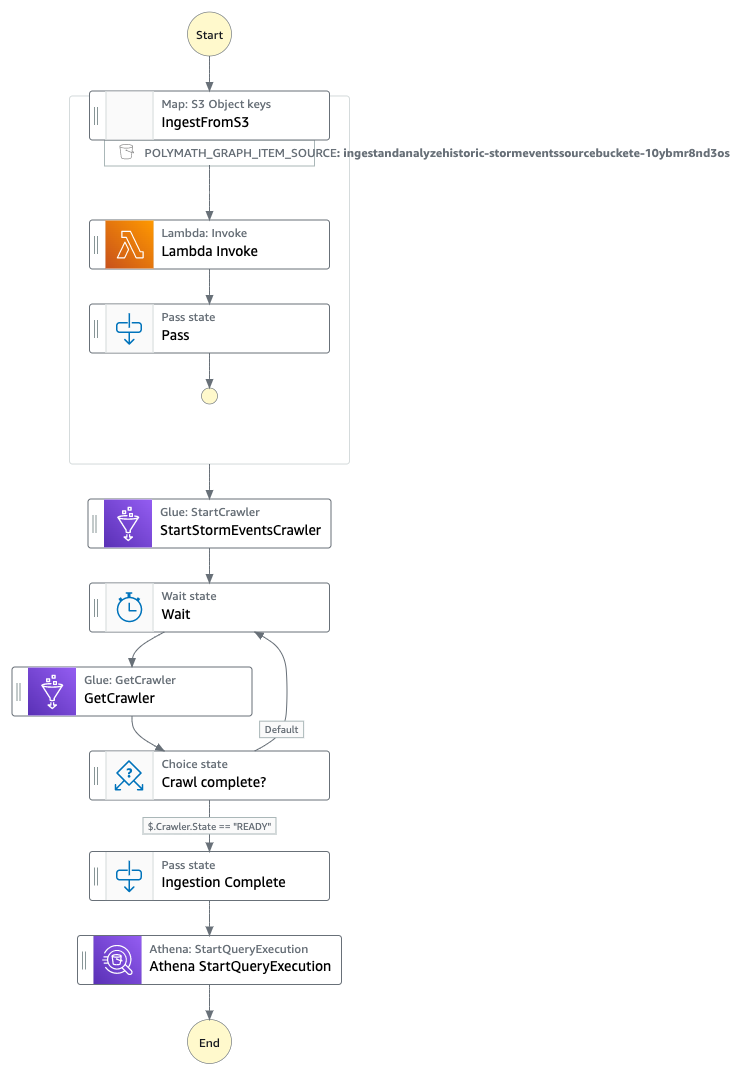 Start
Map: S3 Object keys
IngestFromS3
POLYMATH_GRAPH_ITEM_SOURCE: ingestandanalyzehistoric-stormeventssourcebuckete-10ybmr8nd3os
Lambda: Invoke
Lambda Invoke
Pass state
Pass
Glue: StartCrawler
StartStormEventsCrawler
Wait state
Wait
Glue: GetCrawler
GetCrawler
Default
Choice state
Crawl complete?
$.Crawler.State == "READY"
Pass state
Ingestion Complete
Athena: StartQueryExecution
Athena StartQueryExecution
End